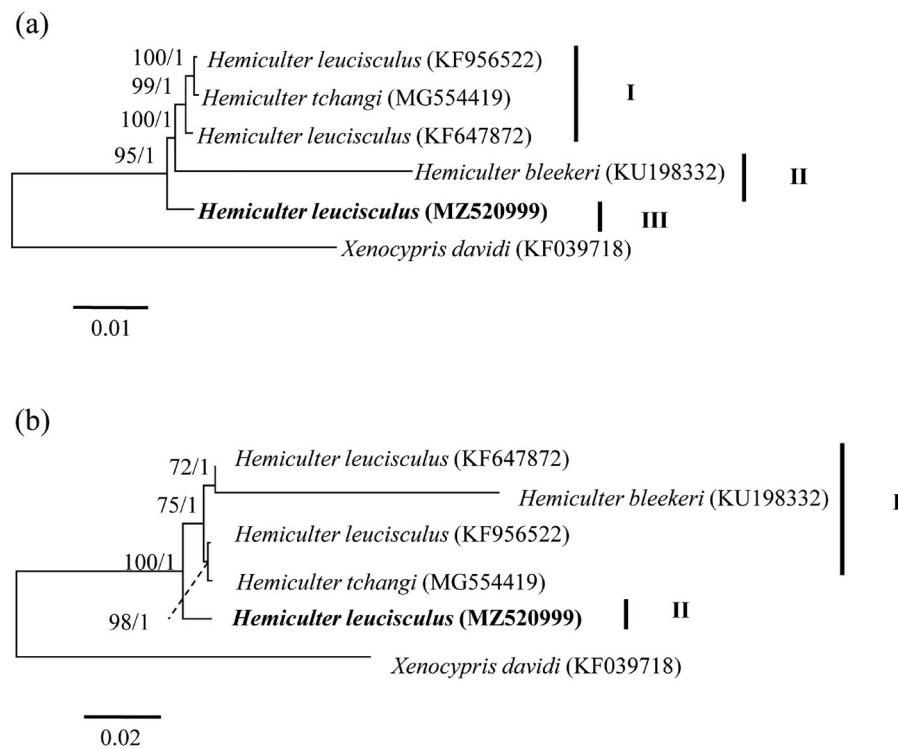 (a)
100/1
Hemiculter leucisculus (KF956522)
99/1
Hemiculter tchangi (MG554419)
I
100/1
Hemiculter leucisculus (KF647872)
95/1
Hemiculter bleekeri (KU198332)
II
Hemiculter leucisculus (MZ520999)
III
Xenocypris davidi (KF039718)
0.01
(b)
72/1
Hemiculter leucisculus (KF647872)
75/1
Hemiculter bleekeri (KU198332)
I
Hemiculter leucisculus (KF956522)
100/1
Hemiculter tchangi (MG554419)
98/1
Hemiculter leucisculus (MZ520999)
II
Xenocypris davidi (KF039718)
0.02